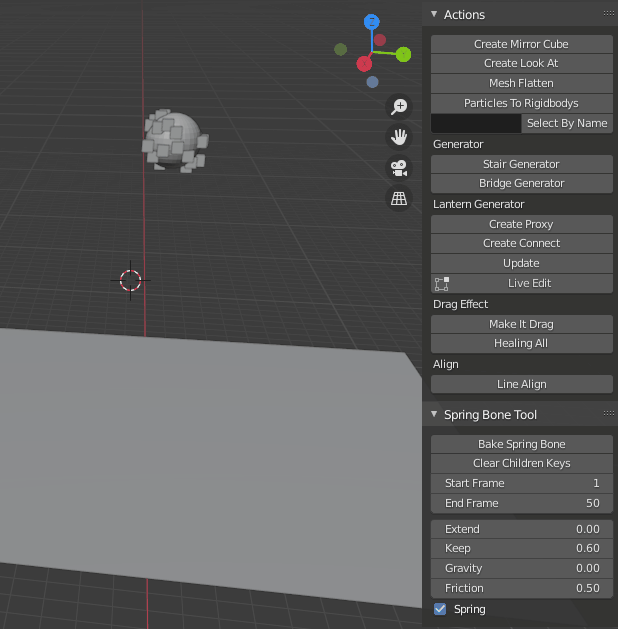 Actions
Create Mirror Cube
Create Look At
Mesh Flatten
Particles To Rigidbodys
Select By Name
Generator
Stair Generator
Bridge Generator
Lantern Generator
Create Proxy
Create Connect
Update
Live Edit
Drag Effect
Make It Drag
Healing All
Align
Line Align
Spring Bone Tool
Bake Spring Bone
Clear Children Keys
Start Frame 1
End Frame 50
Extend 0.00
Keep 0.60
Gravity 0.00
Friction 0.50
Spring